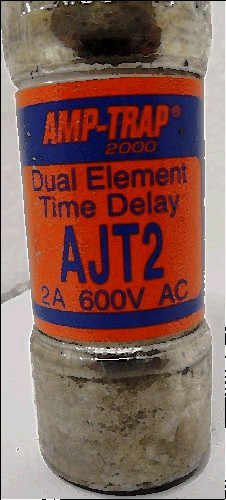 AMP-TRAP®
2000
Dual Element
Time Delay
AJT2
2A 600V AC